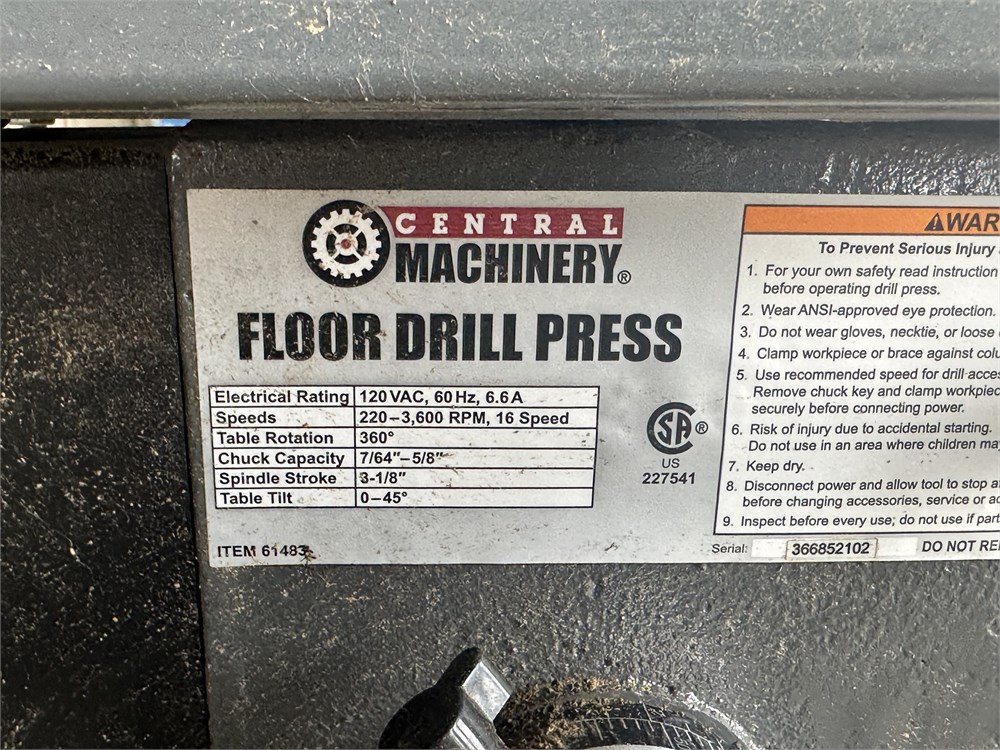 CENTRAL
MACHINERY®
FLOOR DRILL PRESS
Electrical Rating 120 VAC, 60 Hz, 6.6 A
Speeds 220–3,600 RPM, 16 Speed
Table Rotation 360°
Chuck Capacity 7/64"–5/8"
Spindle Stroke 3-1/8"
Table Tilt 0–45°
ITEM 61483
SA®
US
227541
WAR
To Prevent Serious Injury
1. For your own safety read instruction
before operating drill press.
2. Wear ANSI-approved eye protection.
3. Do not wear gloves, necktie, or loose
4. Clamp workpiece or brace against colu
5. Use recommended speed for drill acces
Remove chuck key and clamp workpiec
securely before connecting power.
6. Risk of injury due to accidental starting.
Do not use in an area where children ma
7. Keep dry.
8. Disconnect power and allow tool to stop
before changing accessories, service or
9. Inspect before every use; do not use if part
Serial: 366852102 DO NOT RE